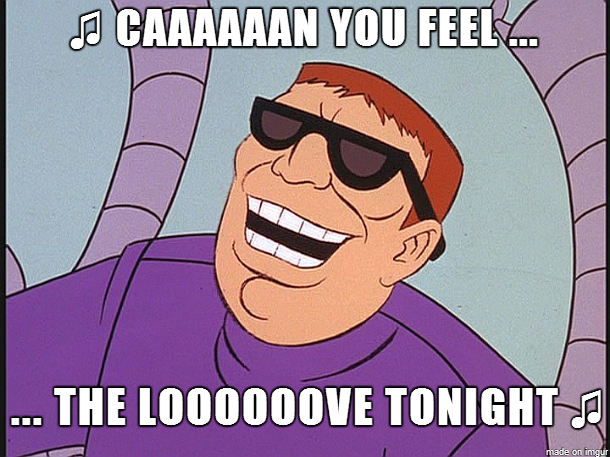 ♫ CAAAAAAN YOU FEEL ...
... THE LOOOOOOVE TONIGHT ♫
made on imgur